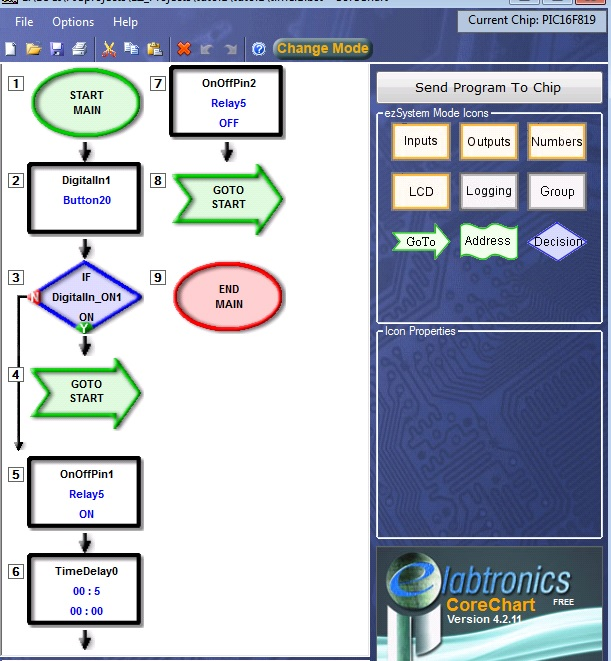 File Options Help
Current Chip: PIC16F819
Change Mode
1
START
MAIN
2
DigitalIn1
Button20
3
IF
DigitalIn_ON1
ON
N
Y
4
GOTO
START
5
OnOffPin1
Relay5
ON
6
TimeDelay0
00 : 5
00 : 00
7
OnOffPin2
Relay5
OFF
8
GOTO
START
9
END
MAIN
Send Program To Chip
ezSystem Mode Icons
Inputs Outputs Numbers
LCD Logging Group
GoTo Address Decision
Icon Properties
elabtronics
CoreChart FREE
Version 4.2.11